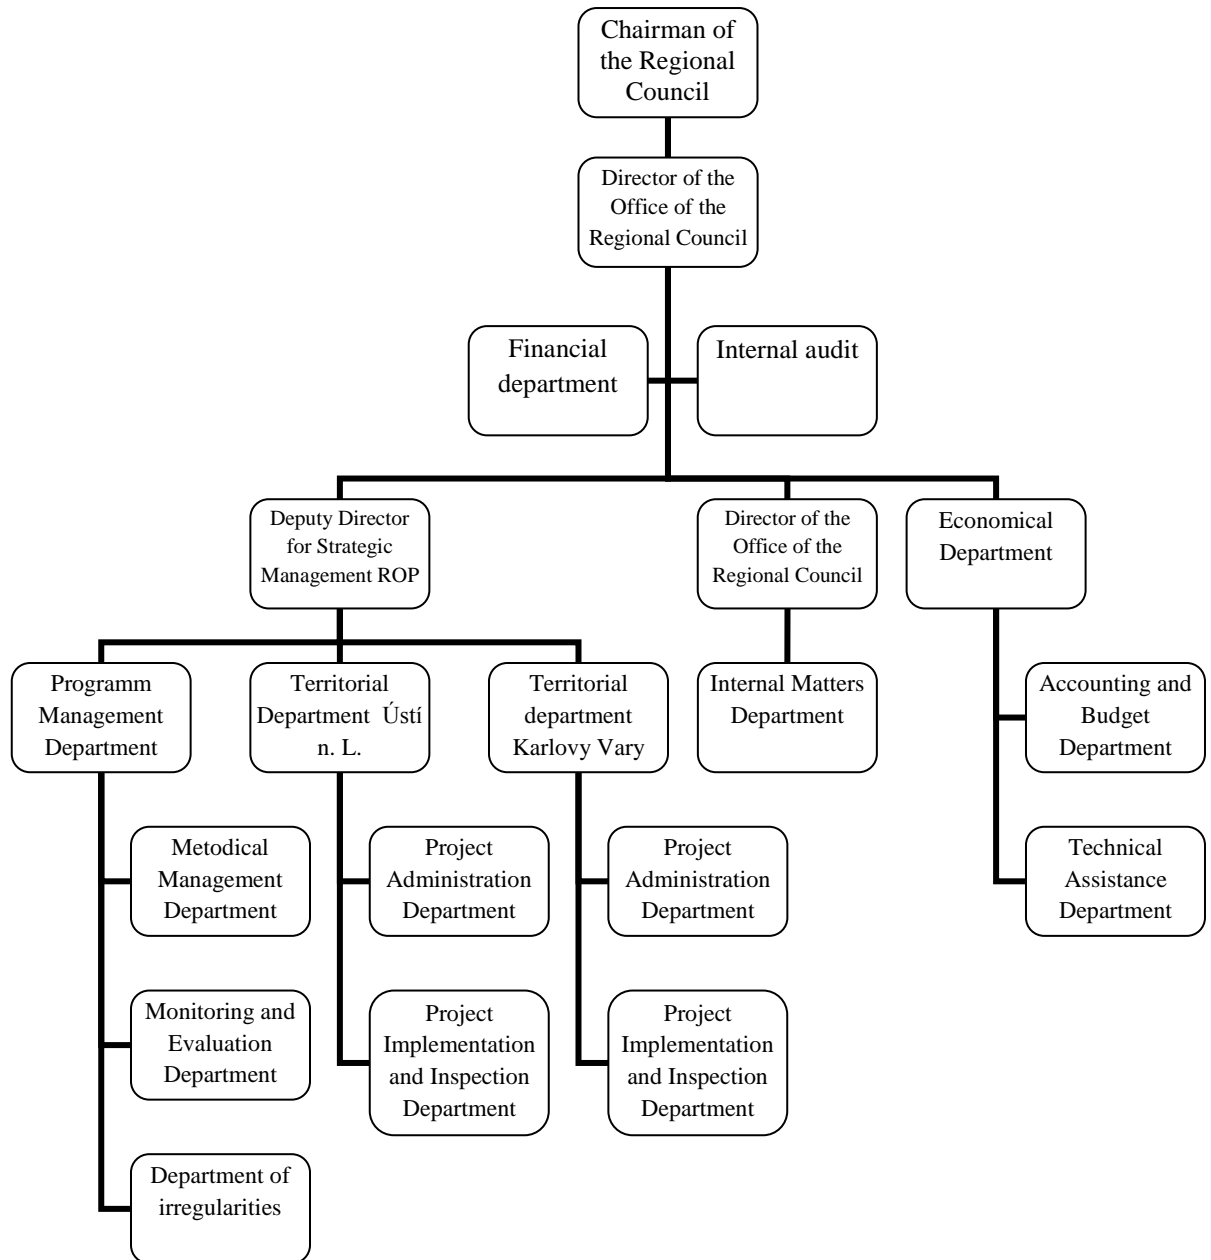 Chairman of
the Regional
Council
Director of the
Office of the
Regional Council
Financial
department
Internal audit
Deputy Director
for Strategic
Management ROP
Director of the
Office of the
Regional Council
Economical
Department
Programm
Management
Department
Territorial
Department Ústí
n. L.
Territorial
department
Karlovy Vary
Internal Matters
Department
Accounting and
Budget
Department
Metodical
Management
Department
Project
Administration
Department
Project
Administration
Department
Technical
Assistance
Department
Monitoring and
Evaluation
Department
Project
Implementation
and Inspection
Department
Project
Implementation
and Inspection
Department
Department of
irregularities